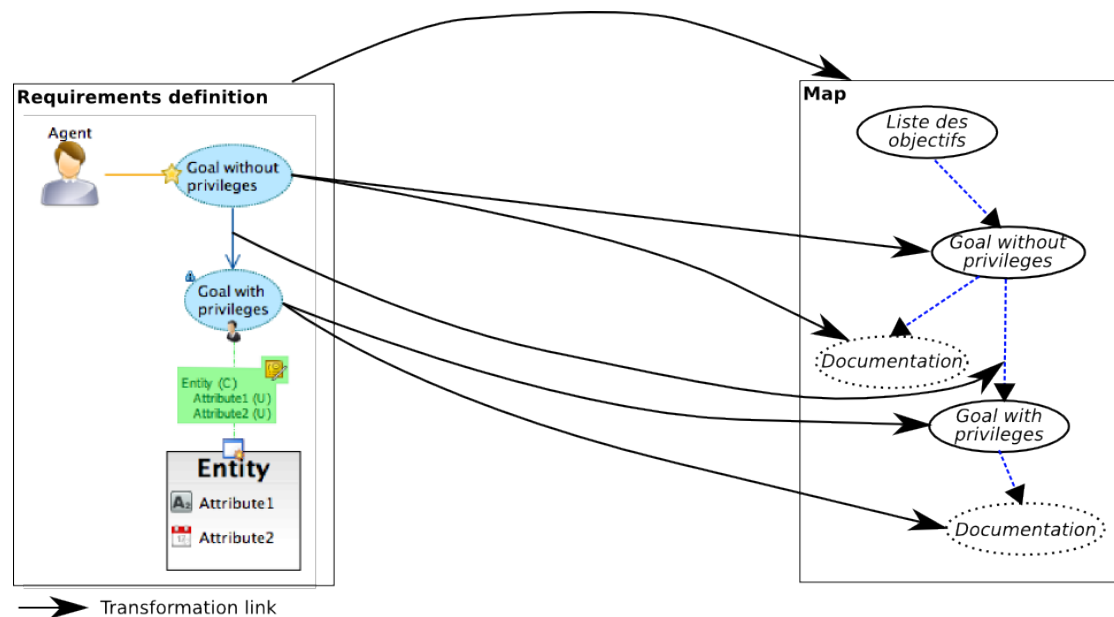 Requirements definition
Agent
Goal without
privileges
Goal with
privileges
Entity (C)
Attribute1 (U)
Attribute2 (U)
Entity
Attribute1
Attribute2
Map
Liste des
objectifs
Goal without
privileges
Documentation
Goal with
privileges
Documentation
Transformation link